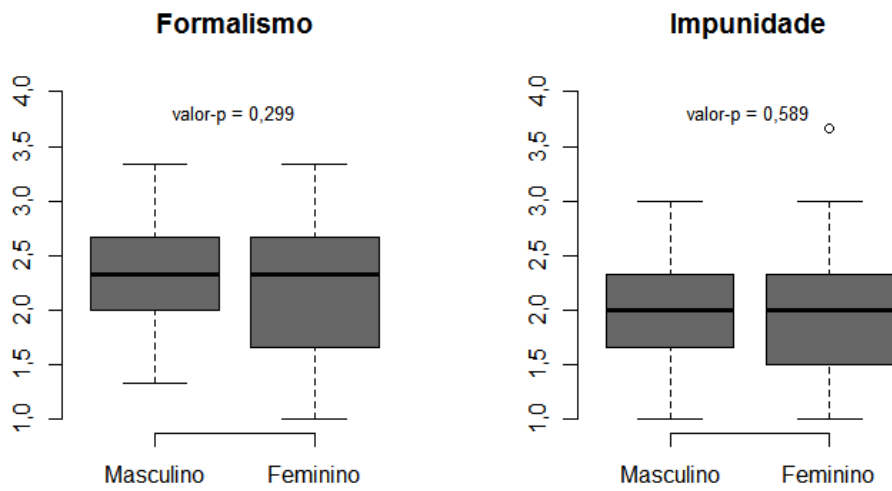 Formalismo
valor-p = 0,299
4,0
3,5
3,0
2,5
2,0
1,5
1,0
Masculino
Feminino
Impunidade
valor-p = 0,589
4,0
3,5
3,0
2,5
2,0
1,5
1,0
Masculino
Feminino